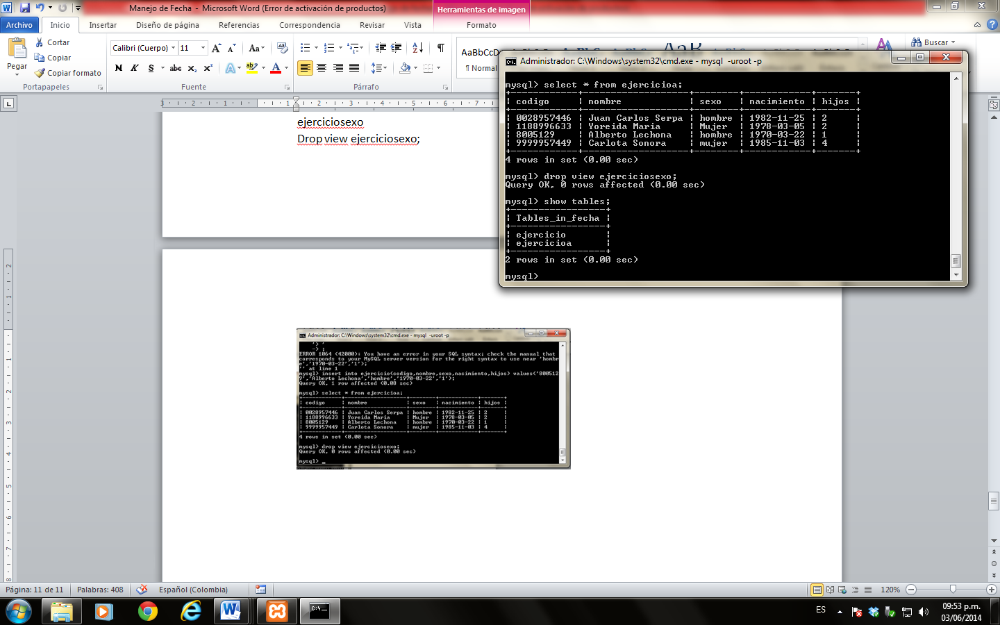 Manejo de Fecha - Microsoft Word (Error de activación de productos)
Herramientas de imagen
Archivo
Inicio
Insertar
Diseño de página
Referencias
Correspondencia
Revisar
Vista
Formato
Pegar
Cortar
Copiar
Copiar formato
Portapapeles
Calibri (Cuerpo)
11
Fuente
Párrafo
AaBbCcD
¶ Normal
Buscar
ejerciciosexo
Drop view ejerciciosexo;
Administrador: C:\Windows\system32\cmd.exe - mysql -uroot -p
mysql> select * from ejercicioa;
| codigo | nombre | sexo | nacimiento | hijos |
| 0028957446 | Juan Carlos Serpa | hombre | 1982-11-25 | 2 |
| 1188996633 | Yoreida Maria | Mujer | 1978-03-05 | 2 |
| 8005129 | Alberto Lechona | hombre | 1970-03-22 | 1 |
| 9999957449 | Carlota Sonora | mujer | 1985-11-03 | 4 |
4 rows in set (0.00 sec)
mysql> drop view ejerciciosexo;
Query OK, 0 rows affected (0.00 sec)
mysql> show tables;
| Tables_in_fecha |
| ejercicio |
| ejercicioa |
2 rows in set (0.00 sec)
mysql>
Administrador: C:\Windows\system32\cmd.exe - mysql -uroot -p
'> '
-> ;
ERROR 1064 (42000): You have an error in your SQL syntax; check the manual that
corresponds to your MySQL server version for the right syntax to use near 'hombr
e','1970-03-22','1');
'' at line 1
mysql> insert into ejercicio(codigo,nombre,sexo,nacimiento,hijos) values('800512
9','Alberto Lechona','hombre','1970-03-22','1');
Query OK, 1 row affected (0.08 sec)
mysql> select * from ejercicioa;
| codigo | nombre | sexo | nacimiento | hijos |
| 0028957446 | Juan Carlos Serpa | hombre | 1982-11-25 | 2 |
| 1188996633 | Yoreida Maria | Mujer | 1978-03-05 | 2 |
| 8005129 | Alberto Lechona | hombre | 1970-03-22 | 1 |
| 9999957449 | Carlota Sonora | mujer | 1985-11-03 | 4 |
4 rows in set (0.00 sec)
mysql> drop view ejerciciosexo;
Query OK, 0 rows affected (0.00 sec)
mysql> _
Página: 11 de 11
Palabras: 408
Español (Colombia)
120%
ES
09:53 p.m.
03/06/2014